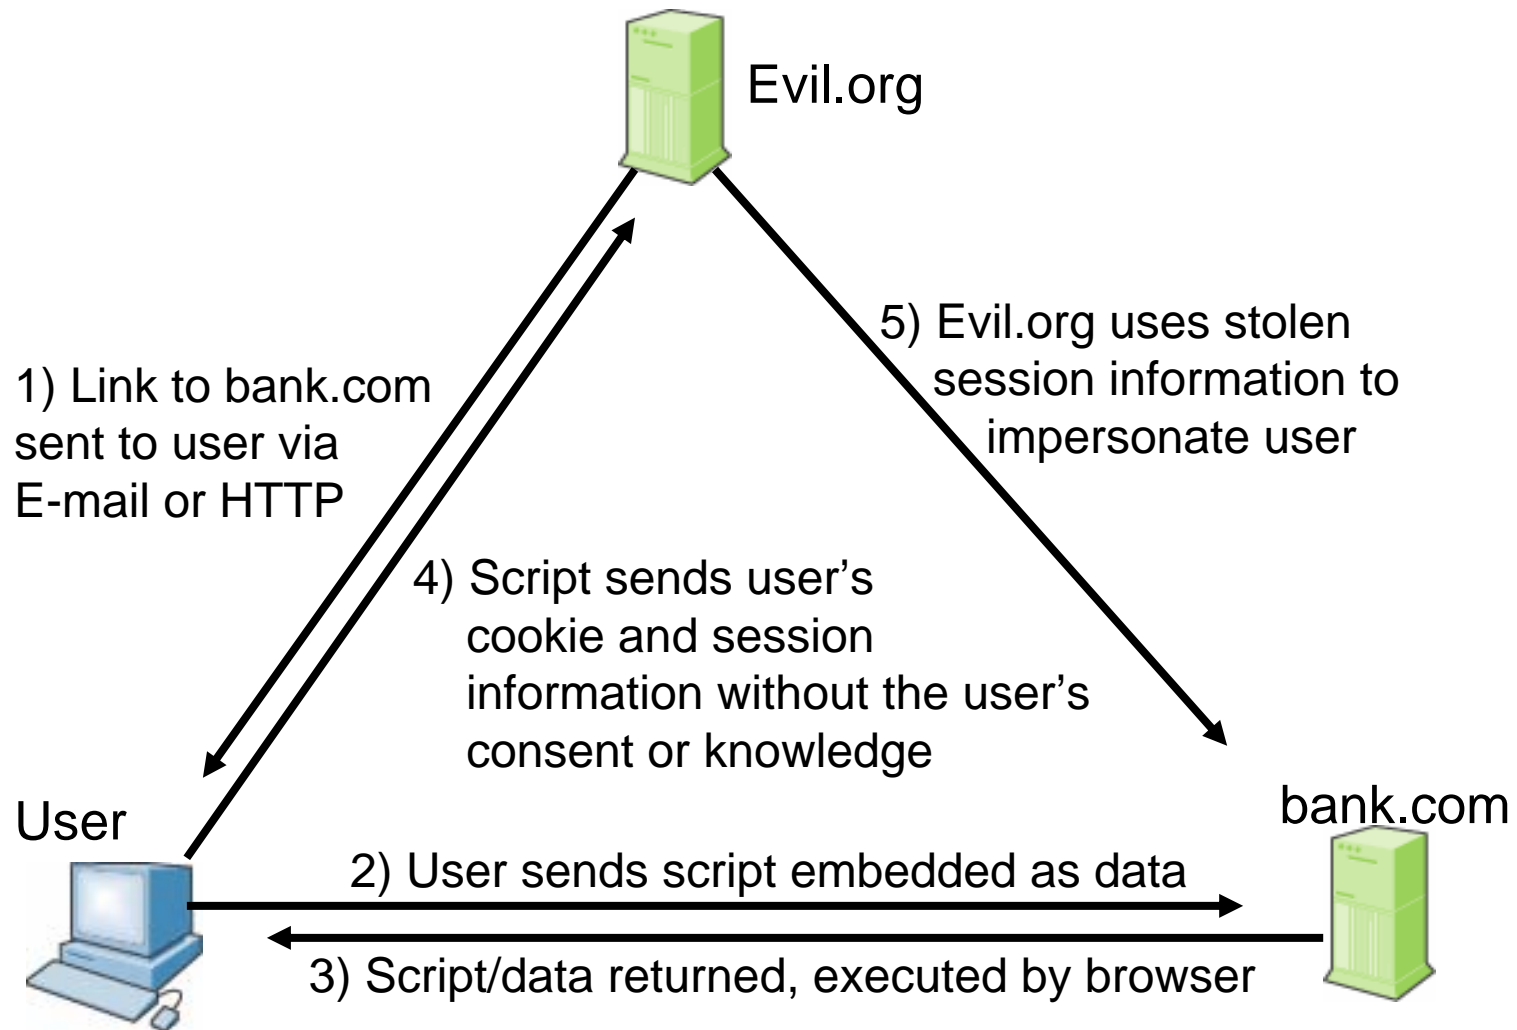 Evil.org
1) Link to bank.com
sent to user via
E-mail or HTTP
5) Evil.org uses stolen
session information to
impersonate user
4) Script sends user’s
cookie and session
information without the user’s
consent or knowledge
User
bank.com
2) User sends script embedded as data
3) Script/data returned, executed by browser